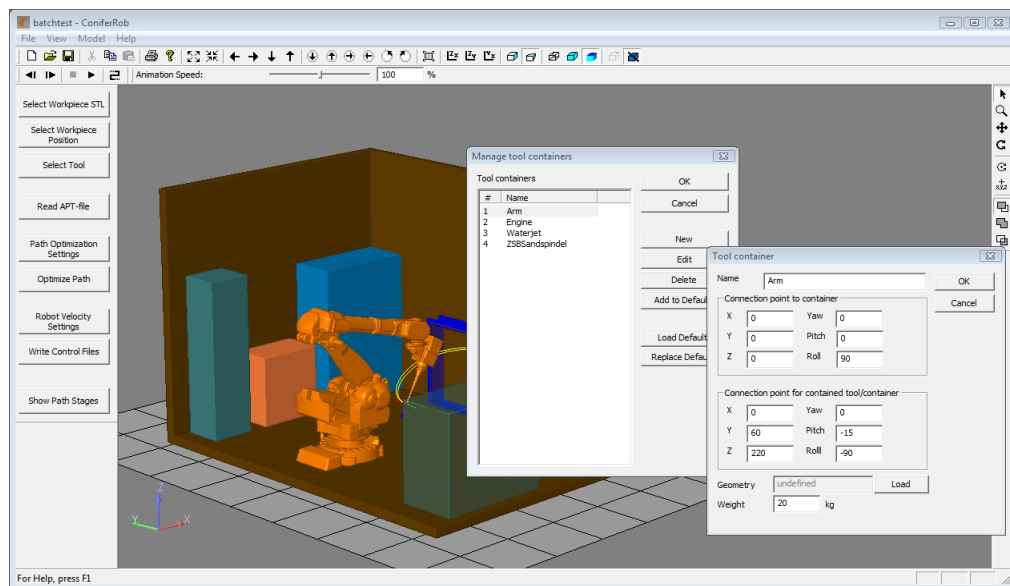 batchtest - ConiferRob
File View Model Help
Animation Speed: 100 %
Select Workpiece STL
Select Workpiece
Position
Select Tool
Read APT-file
Path Optimization
Settings
Optimize Path
Robot Velocity
Settings
Write Control Files
Show Path Stages
Manage tool containers
Tool containers
# Name
1 Arm
2 Engine
3 Waterjet
4 ZSBSandspindel
OK
Cancel
New
Edit
Delete
Add to Defaul
Load Default
Replace Defau
Tool container
Name Arm
OK
Cancel
Connection point to container
X 0 Yaw 0
Y 0 Pitch 0
Z 0 Roll 90
Connection point for contained tool/container
X 0 Yaw 0
Y 60 Pitch -15
Z 220 Rolll -90
Geometry undefined Load
Weight 20 kg
Z
Y X
For Help, press F1